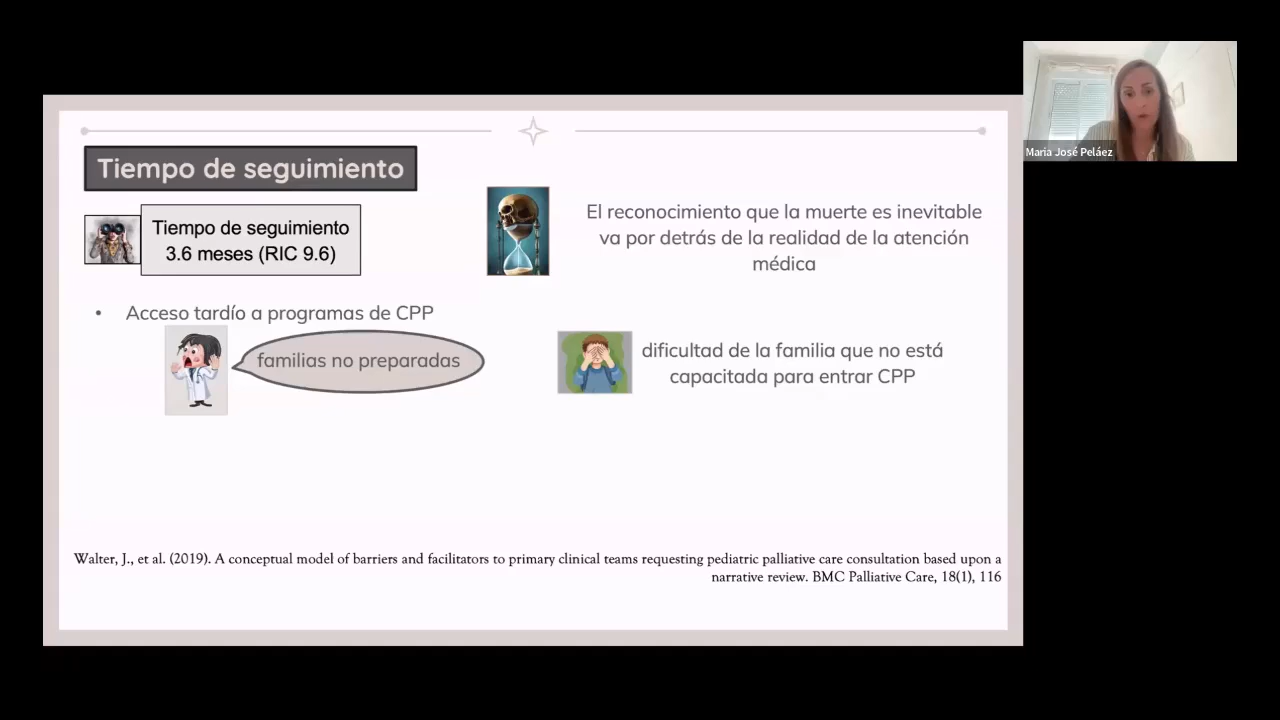 Tiempo de seguimiento
Tiempo de seguimiento
3.6 meses (RIC 9.6)
El reconocimiento que la muerte es inevitable
va por detrás de la realidad de la atención
médica
• Acceso tardío a programas de CPP
familias no preparadas
dificultad de la familia que no está
capacitada para entrar CPP
Walter, J., et al. (2019). A conceptual model of barriers and facilitators to primary clinical teams requesting pediatric palliative care consultation based upon a
narrative review. BMC Palliative Care, 18(1), 116
Maria José Peláez